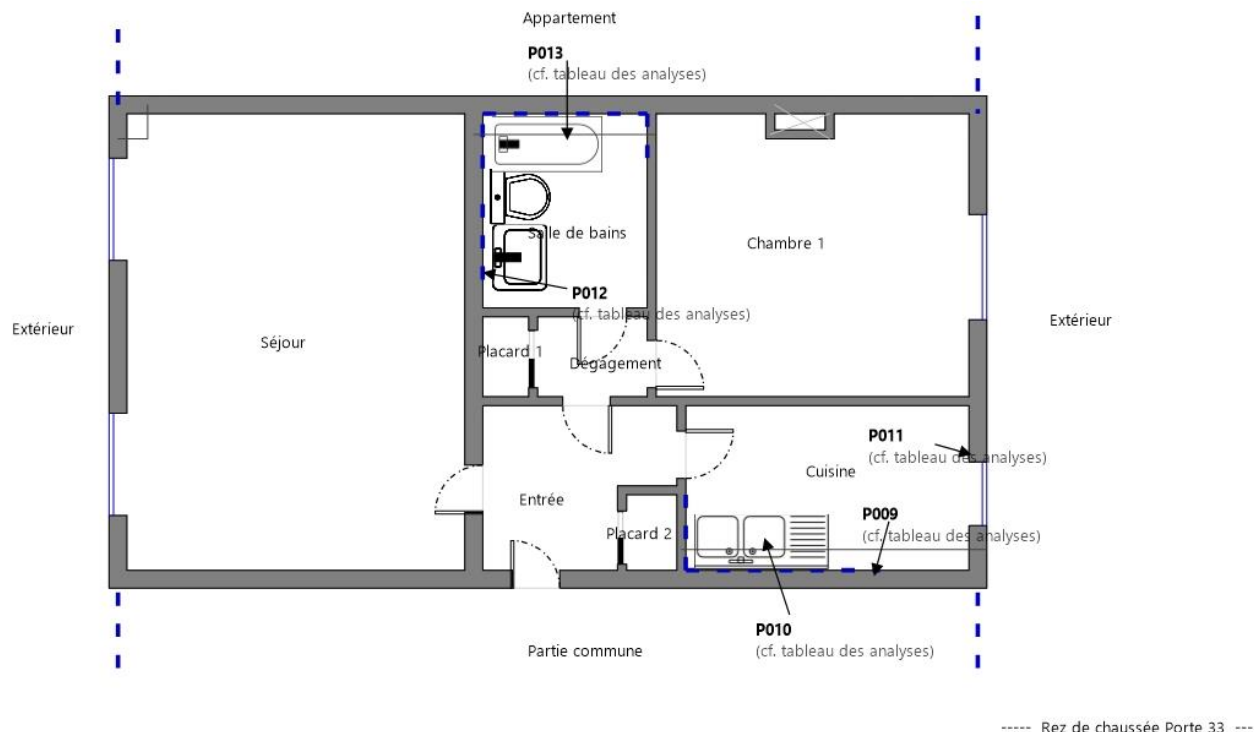 Appartement
P013
(cf. tableau des analyses)
Salle de bains
Chambre 1
P012
(cf. tableau des analyses)
Extérieur
Extérieur
Séjour
Placard 1
Dégagement
P011
(cf. tableau des analyses)
Cuisine
Entrée
P009
(cf. tableau des analyses)
Placard 2
P010
(cf. tableau des analyses)
Partie commune
----- Rez de chaussée Porte 33 ---